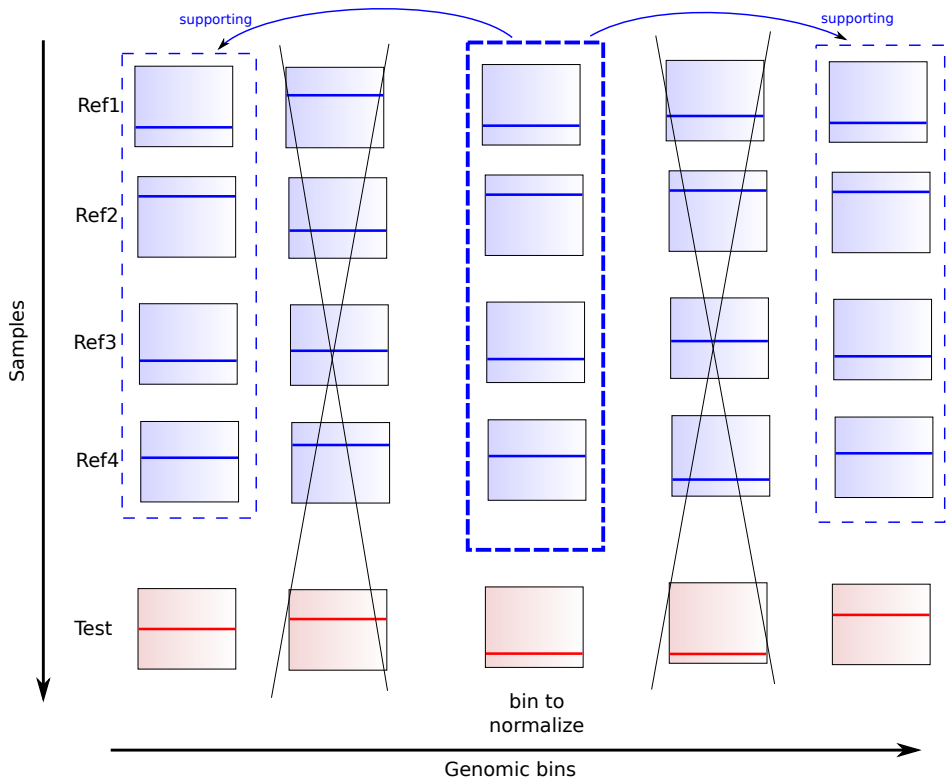 supporting
supporting
Ref1
Ref2
Ref3
Ref4
Test
Samples
bin to
normalize
Genomic bins